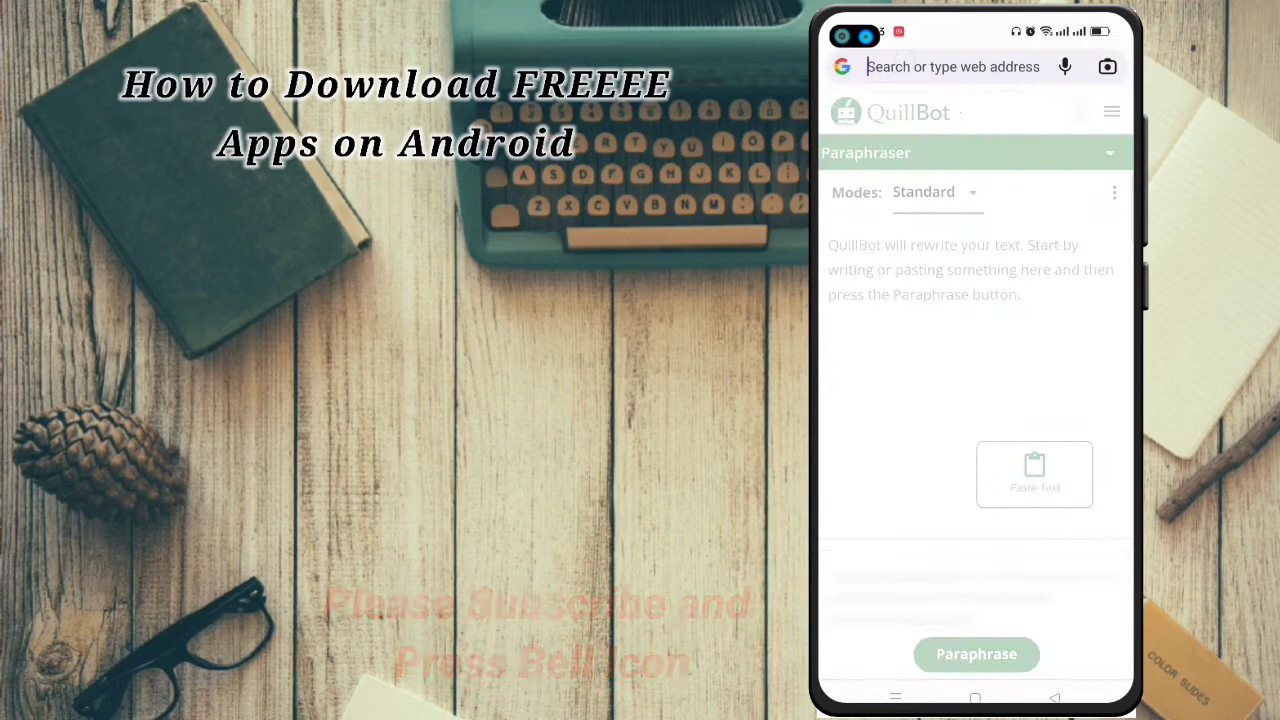 How to Download FREEEE
Apps on Android
Please Subscribe and
Press Bell Icon
Search or type web address
QuillBot
Paraphraser
Modes: Standard
QuillBot will rewrite your text. Start by
writing or pasting something here and then
press the Paraphrase button.
Paste Text
Paraphrase
A S D F G H J K L
Z X C V B N M
COLOR SLIDES